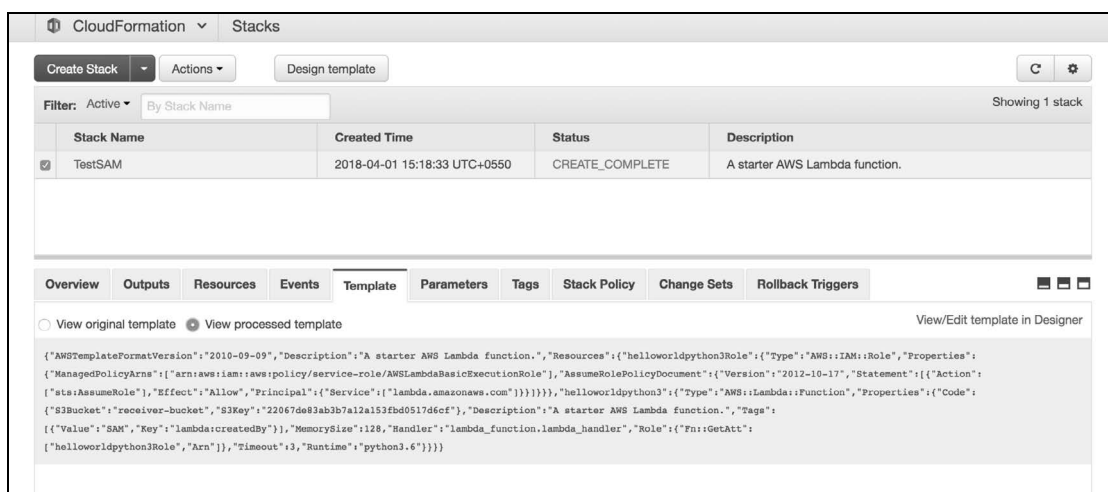 CloudFormation Stacks
Create Stack Actions Design template
Filter: Active By Stack Name Showing 1 stack
Stack Name Created Time Status Description
TestSAM 2018-04-01 15:18:33 UTC+0550 CREATE_COMPLETE A starter AWS Lambda function.
Overview Outputs Resources Events Template Parameters Tags Stack Policy Change Sets Rollback Triggers
View original template View processed template View/Edit template in Designer
{"AWSTemplateFormatVersion":"2010-09-09","Description":"A starter AWS Lambda function.","Resources":{"helloworldpython3Role":{"Type":"AWS::IAM::Role","Properties":
{"ManagedPolicyArns":["arn:aws:iam::aws:policy/service-role/AWSLambdaBasicExecutionRole"],"AssumeRolePolicyDocument":{"Version":"2012-10-17","Statement":[{"Action":
["sts:AssumeRole"],"Effect":"Allow","Principal":{"Service":["lambda.amazonaws.com"]}}]}}},"helloworldpython3":{"Type":"AWS::Lambda::Function","Properties":{"Code":
{"S3Bucket":"receiver-bucket","S3Key":"22067de83ab3b7a12a153fbd0517d6cf"},"Description":"A starter AWS Lambda function.","Tags":
[{"Value":"SAM","Key":"lambda:createdBy"}],"MemorySize":128,"Handler":"lambda_function.lambda_handler","Role":{"Fn::GetAtt":
["helloworldpython3Role","Arn"]},"Timeout":3,"Runtime":"python3.6"}}}}